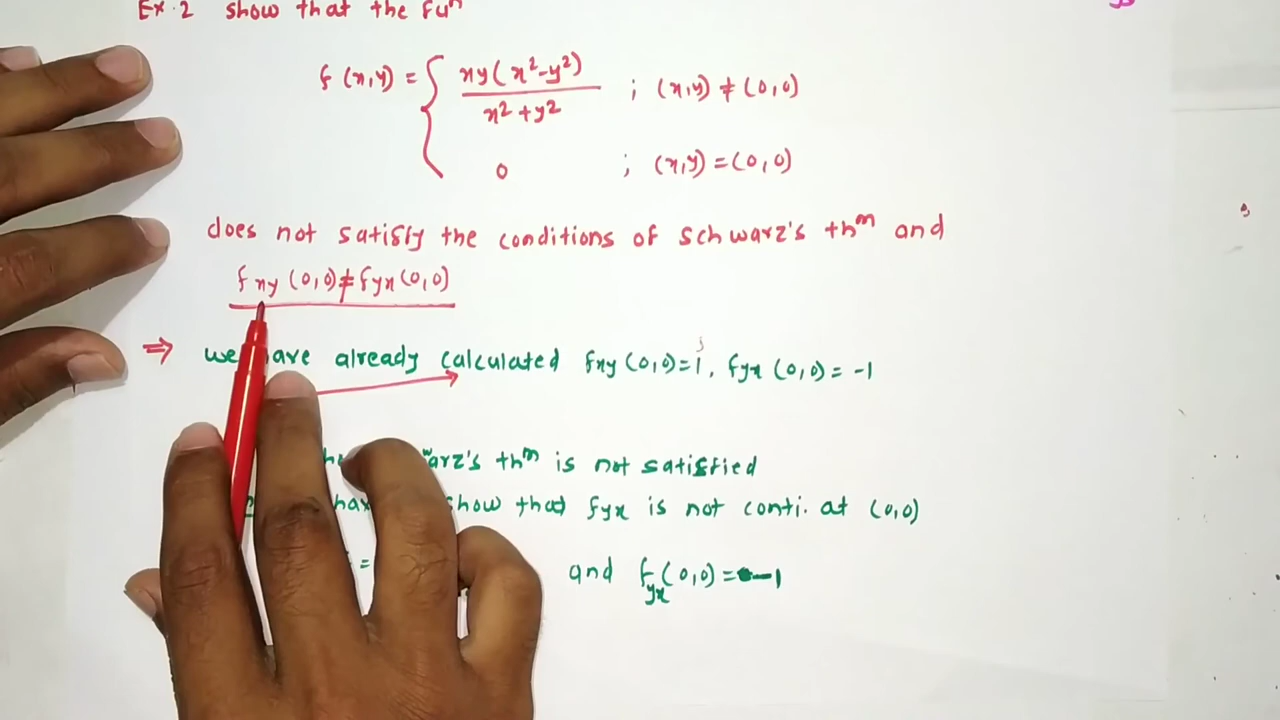 Ex.2 show that the fuⁿ
f(x,y) = { xy(x²-y²) / x²+y² ; (x,y) ≠ (0,0)
0 ; (x,y) = (0,0)
does not satisfy the conditions of schwarz's thᵐ and
fxy (0,0) ≠ fyx (0,0)
⇒ we have already calculated fxy (0,0) = 1, fyx (0,0) = -1
thᵐ is not satisfied
show that fyx is not conti. at (0,0)
= and fyx (0,0) = -1